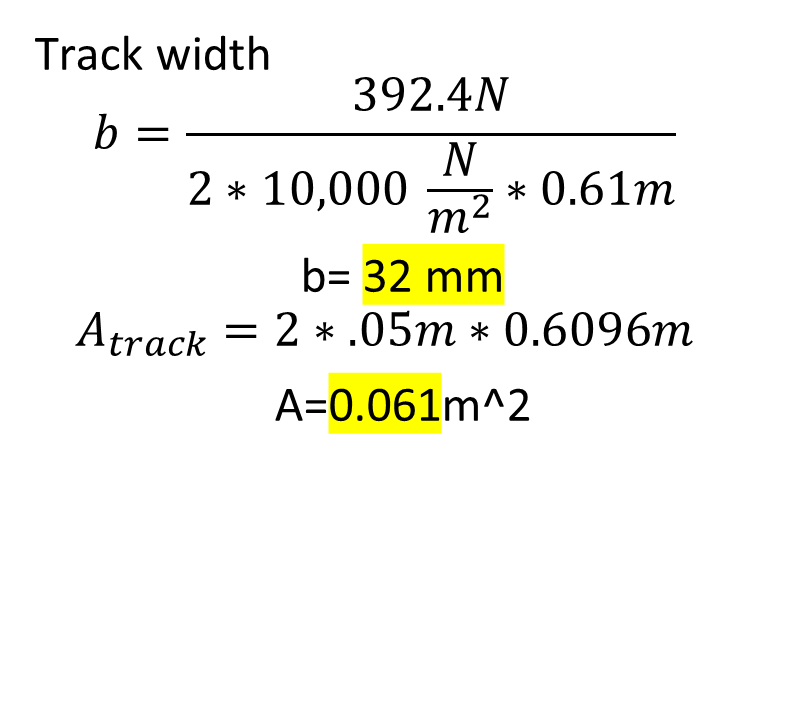 Track width
b = 392.4N / 2 * 10,000 N/m² * 0.61m
b= 32 mm
A_track = 2 * .05m * 0.6096m
A=0.061m^2